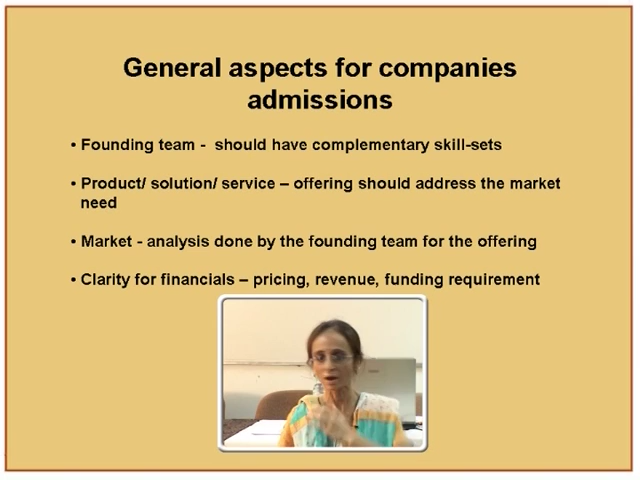 General aspects for companies
admissions
• Founding team -  should have complementary skill-sets
• Product/ solution/ service – offering should address the market
need
• Market - analysis done by the founding team for the offering
• Clarity for financials – pricing, revenue, funding requirement